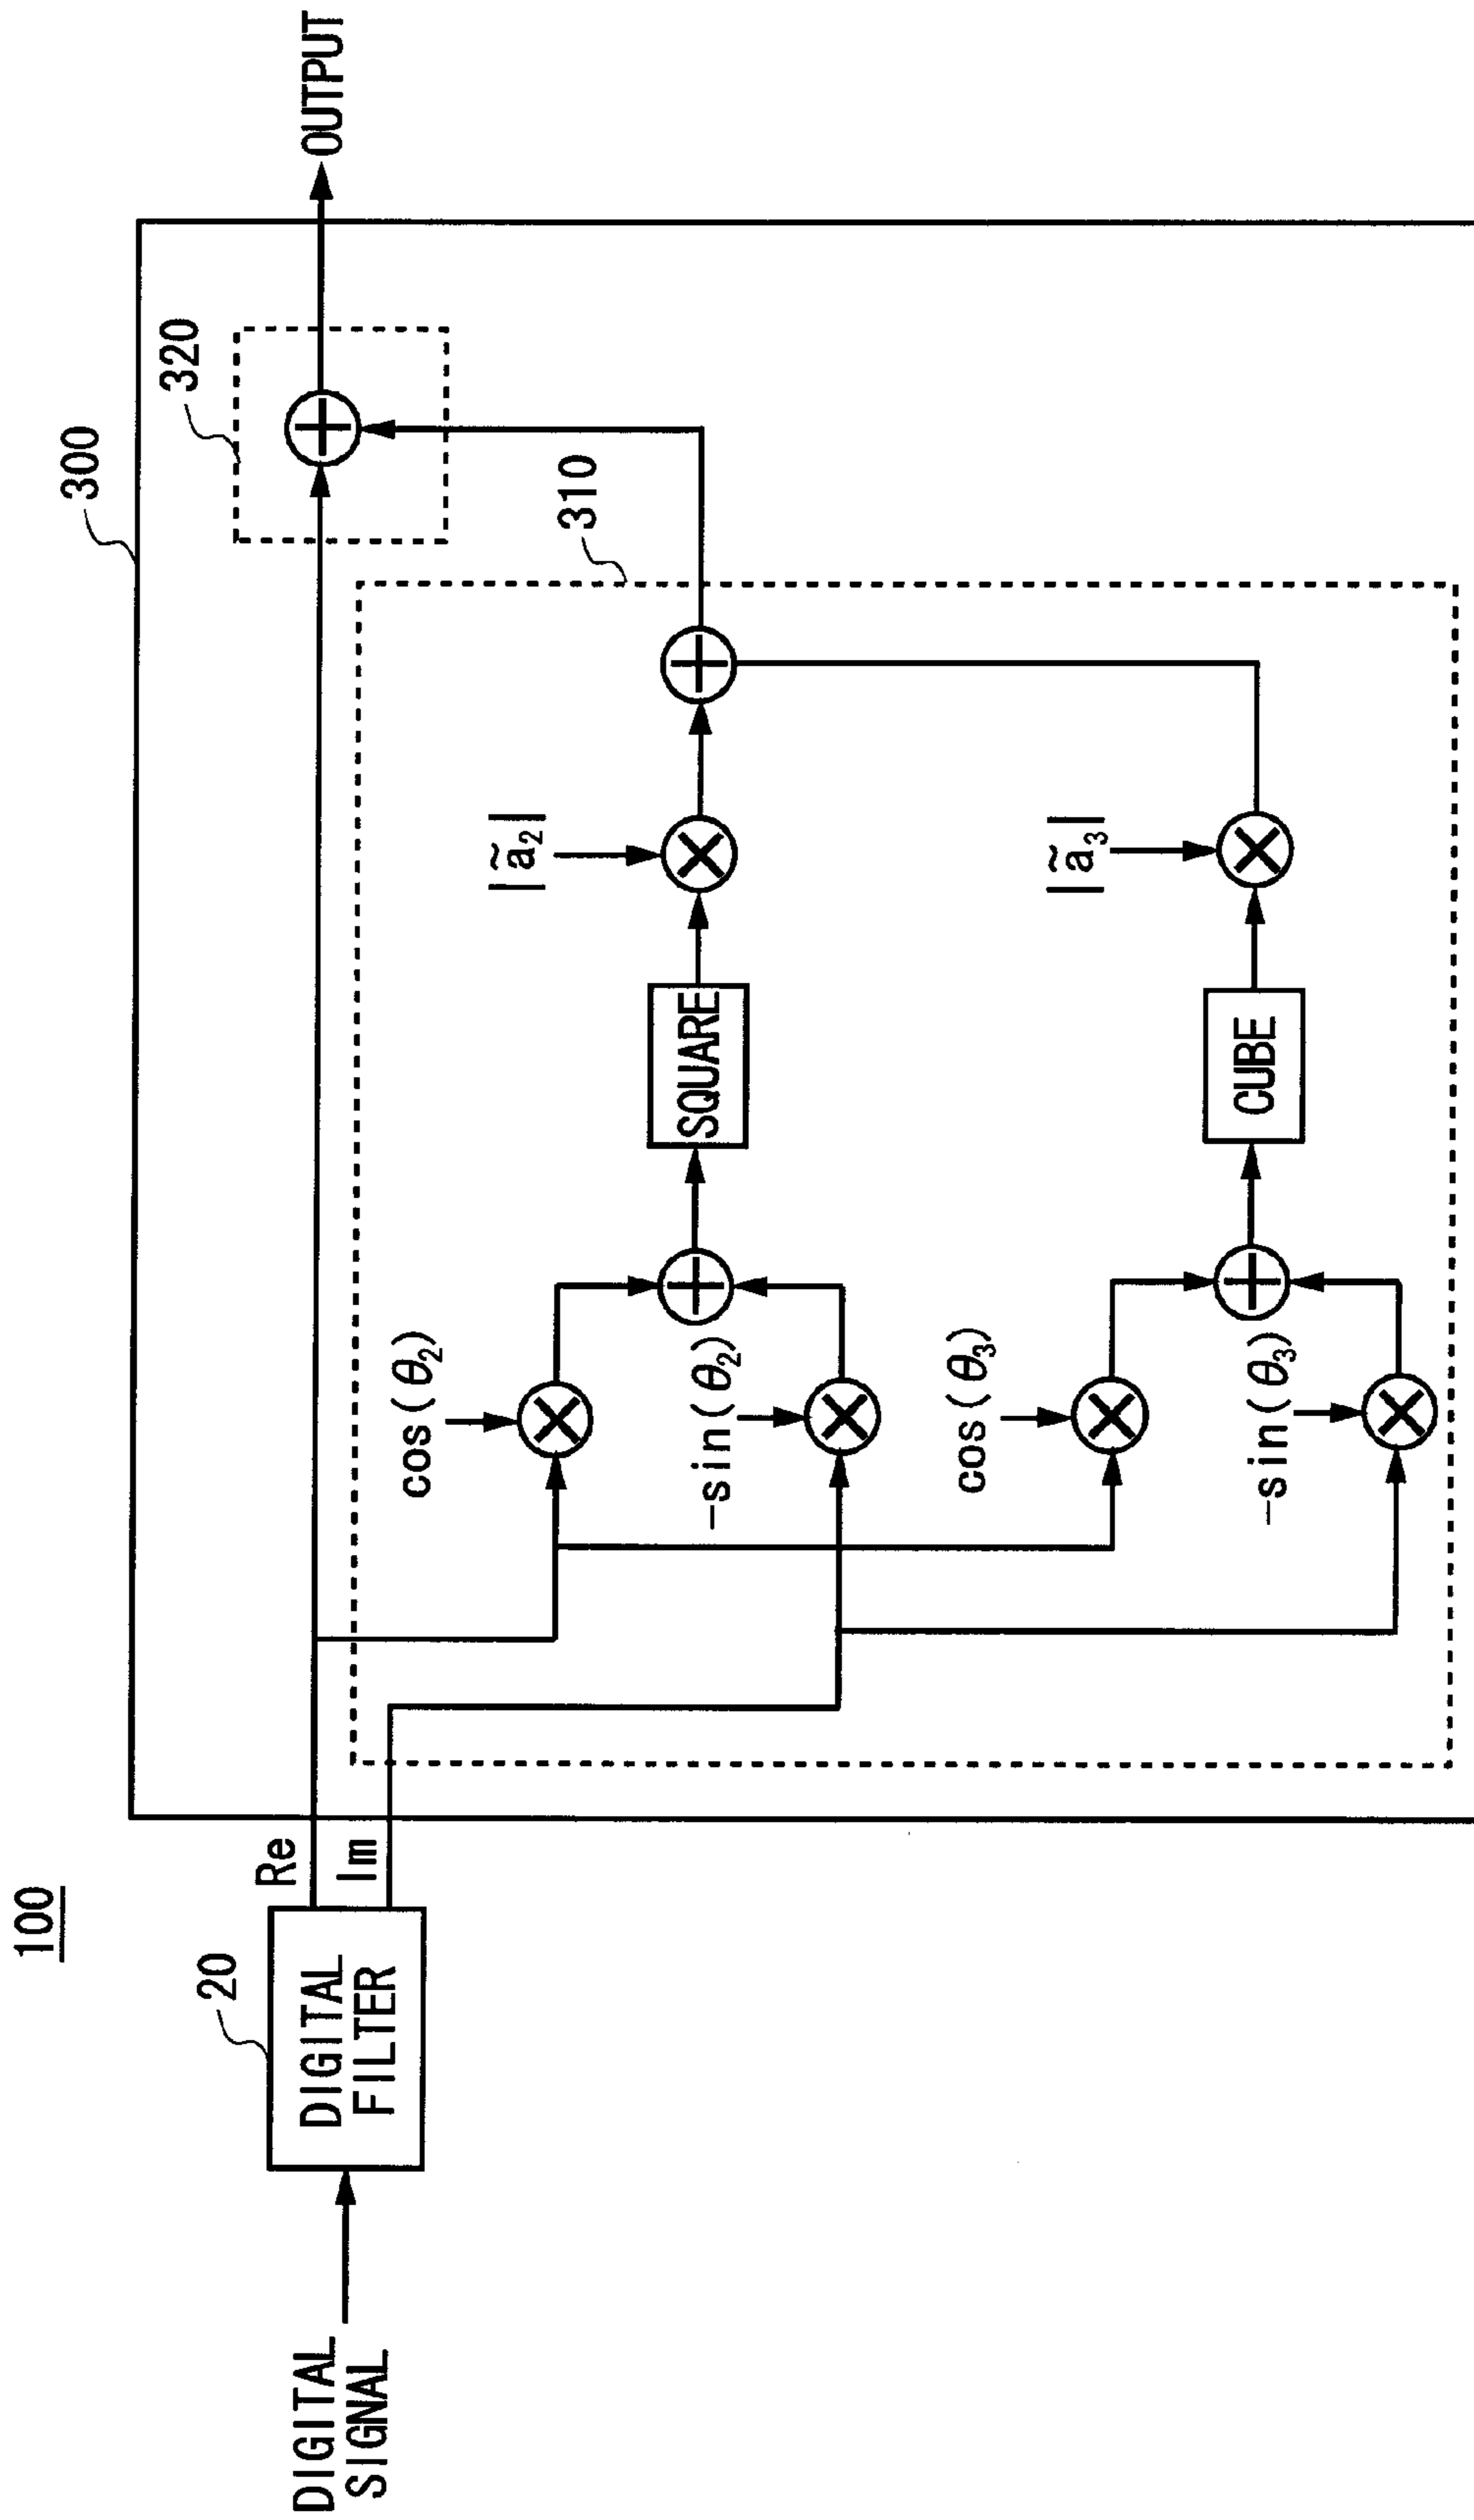 100
300
320
OUTPUT
20
Re
Im
DIGITAL
SIGNAL
DIGITAL
FILTER
310
cos(θ₂)
-sin(θ₂)
SQUARE
|ã₂|
cos(θ₃)
-sin(θ₃)
CUBE
|ã₃|